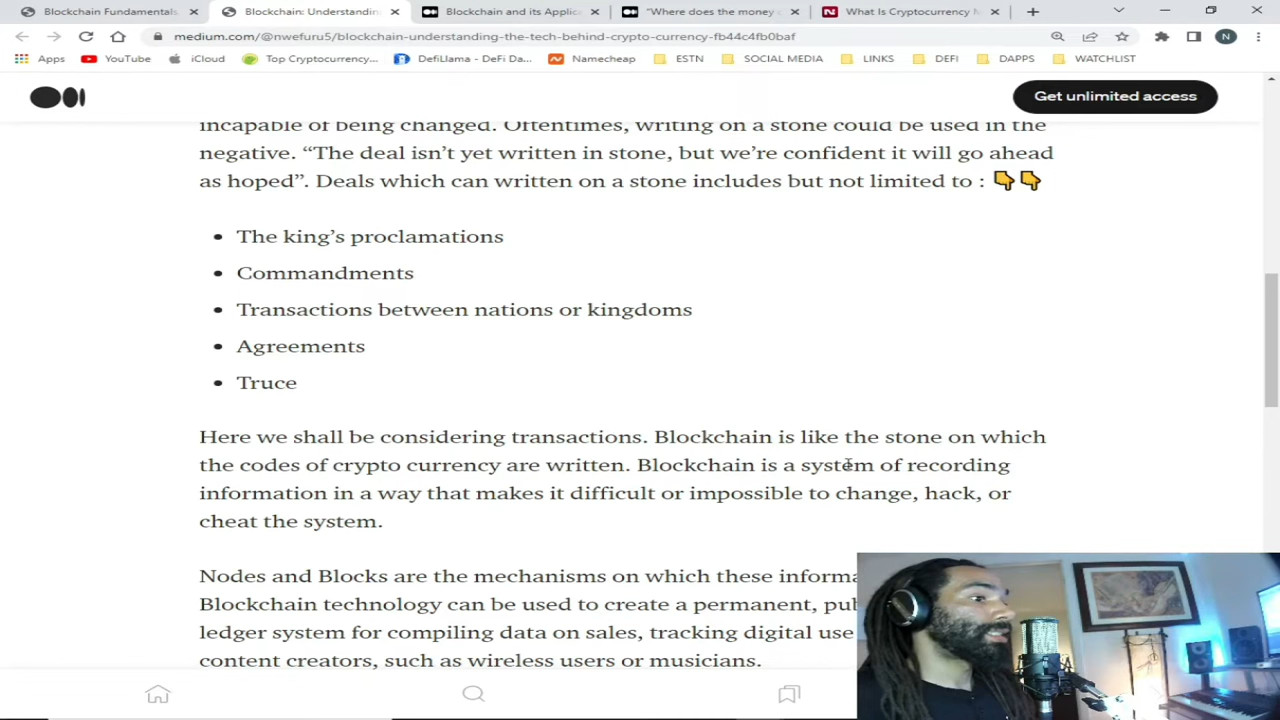 Blockchain Fundamentals
Blockchain: Understandin
Blockchain and its Applic
"Where does the money
What Is Cryptocurrency
medium.com/@nwefuru5/blockchain-understanding-the-tech-behind-crypto-currency-fb44c4fb0baf
N
Apps
YouTube
iCloud
Top Cryptocurrency...
DefiLlama - DeFi Da...
Namecheap
ESTN
SOCIAL MEDIA
LINKS
DEFI
DAPPS
WATCHLIST
Get unlimited access
incapable of being changed. Oftentimes, writing on a stone could be used in the
negative. “The deal isn’t yet written in stone, but we’re confident it will go ahead
as hoped”. Deals which can written on a stone includes but not limited to : 👇👇
• The king’s proclamations
• Commandments
• Transactions between nations or kingdoms
• Agreements
• Truce
Here we shall be considering transactions. Blockchain is like the stone on which
the codes of crypto currency are written. Blockchain is a system of recording
information in a way that makes it difficult or impossible to change, hack, or
cheat the system.
Nodes and Blocks are the mechanisms on which these informa
Blockchain technology can be used to create a permanent, pub
ledger system for compiling data on sales, tracking digital use
content creators, such as wireless users or musicians.